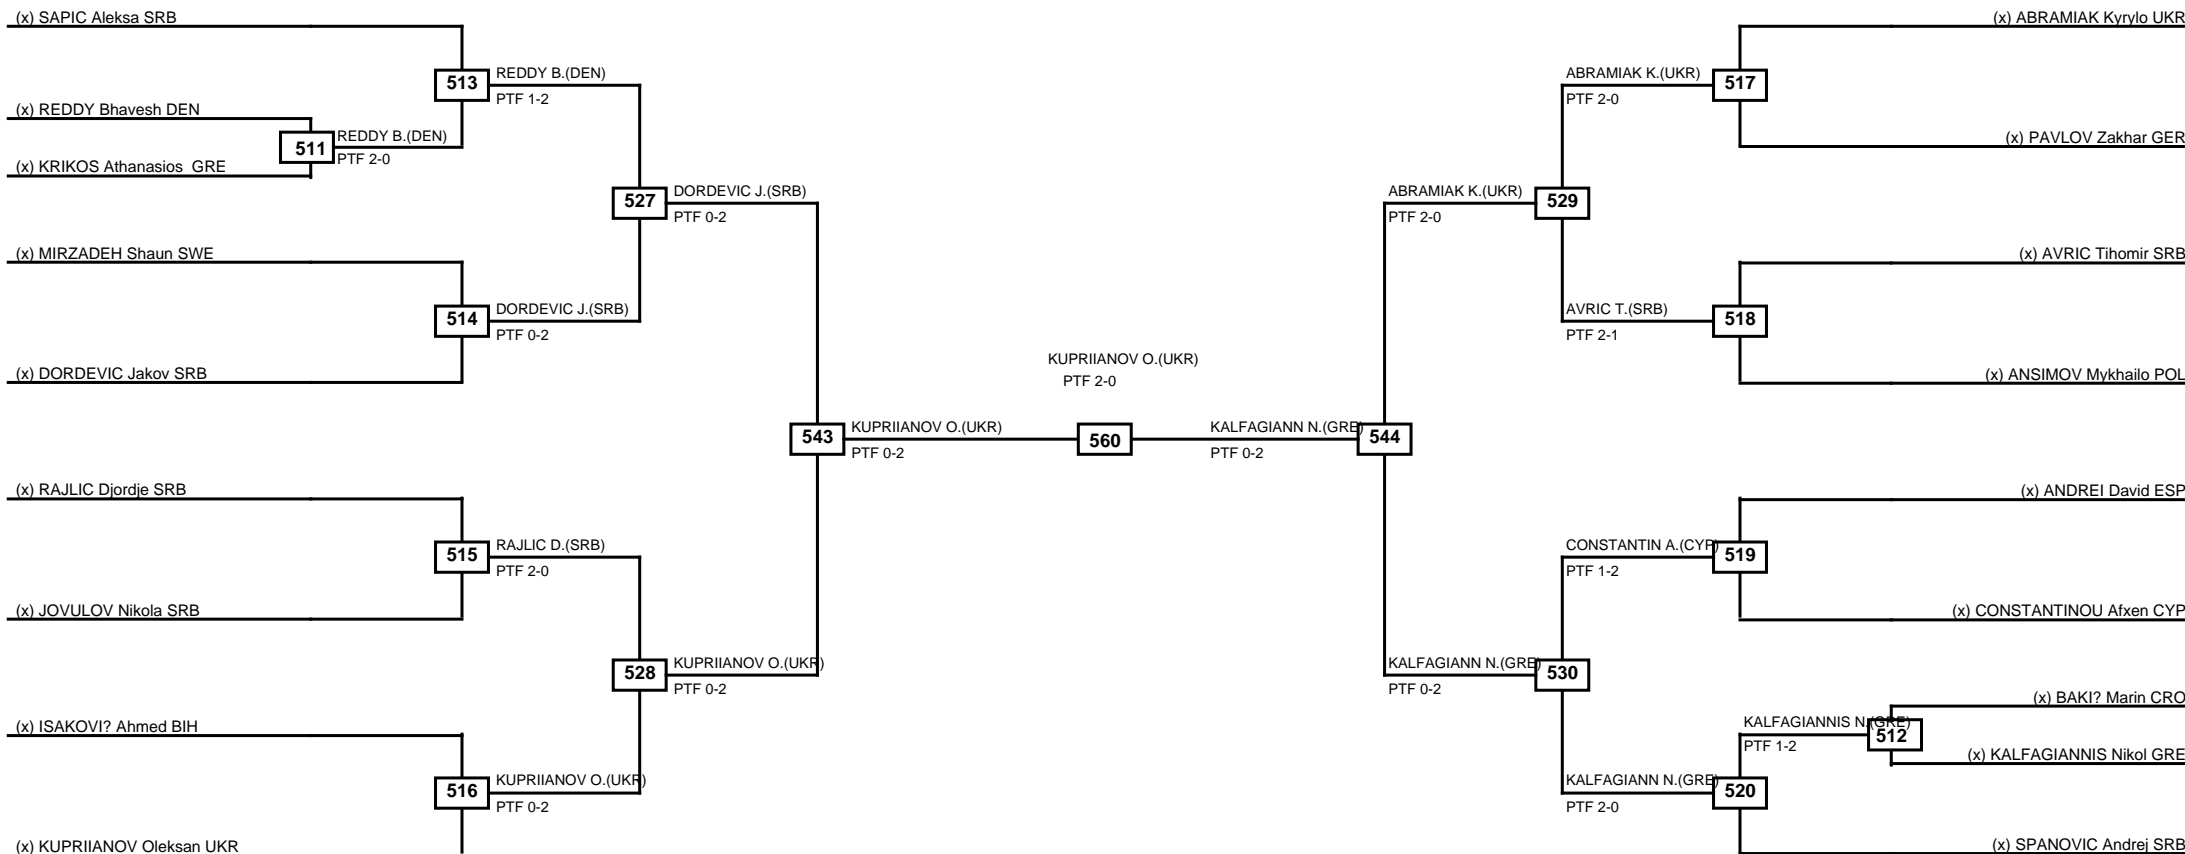 (x) SAPIC Aleksa SRB
(x) REDDY Bhavesh DEN
(x) KRIKOS Athanasios  GRE
(x) MIRZADEH Shaun SWE
(x) DORDEVIC Jakov SRB
(x) RAJLIC Djordje SRB
(x) JOVULOV Nikola SRB
(x) ISAKOVI? Ahmed BIH
(x) KUPRIIANOV Oleksan UKR
511
REDDY B.(DEN)
PTF 2-0
513
REDDY B.(DEN)
PTF 1-2
514
DORDEVIC J.(SRB)
PTF 0-2
515
RAJLIC D.(SRB)
PTF 2-0
516
KUPRIIANOV O.(UKR)
PTF 0-2
527
DORDEVIC J.(SRB)
PTF 0-2
528
KUPRIIANOV O.(UKR)
PTF 0-2
543
KUPRIIANOV O.(UKR)
PTF 0-2
KUPRIIANOV O.(UKR)
PTF 2-0
560
KALFAGIANN N.(GRE)
PTF 0-2
544
ABRAMIAK K.(UKR)
PTF 2-0
529
KALFAGIANN N.(GRE)
PTF 0-2
530
ABRAMIAK K.(UKR)
PTF 2-0
517
AVRIC T.(SRB)
PTF 2-1
518
CONSTANTIN A.(CYP)
PTF 1-2
519
KALFAGIANN N.(GRE)
PTF 2-0
520
KALFAGIANNIS N.(GRE)
PTF 1-2
512
(x) ABRAMIAK Kyrylo UKR
(x) PAVLOV Zakhar GER
(x) AVRIC Tihomir SRB
(x) ANSIMOV Mykhailo POL
(x) ANDREI David ESP
(x) CONSTANTINOU Afxen CYP
(x) BAKI? Marin CRO
(x) KALFAGIANNIS Nikol GRE
(x) SPANOVIC Andrej SRB